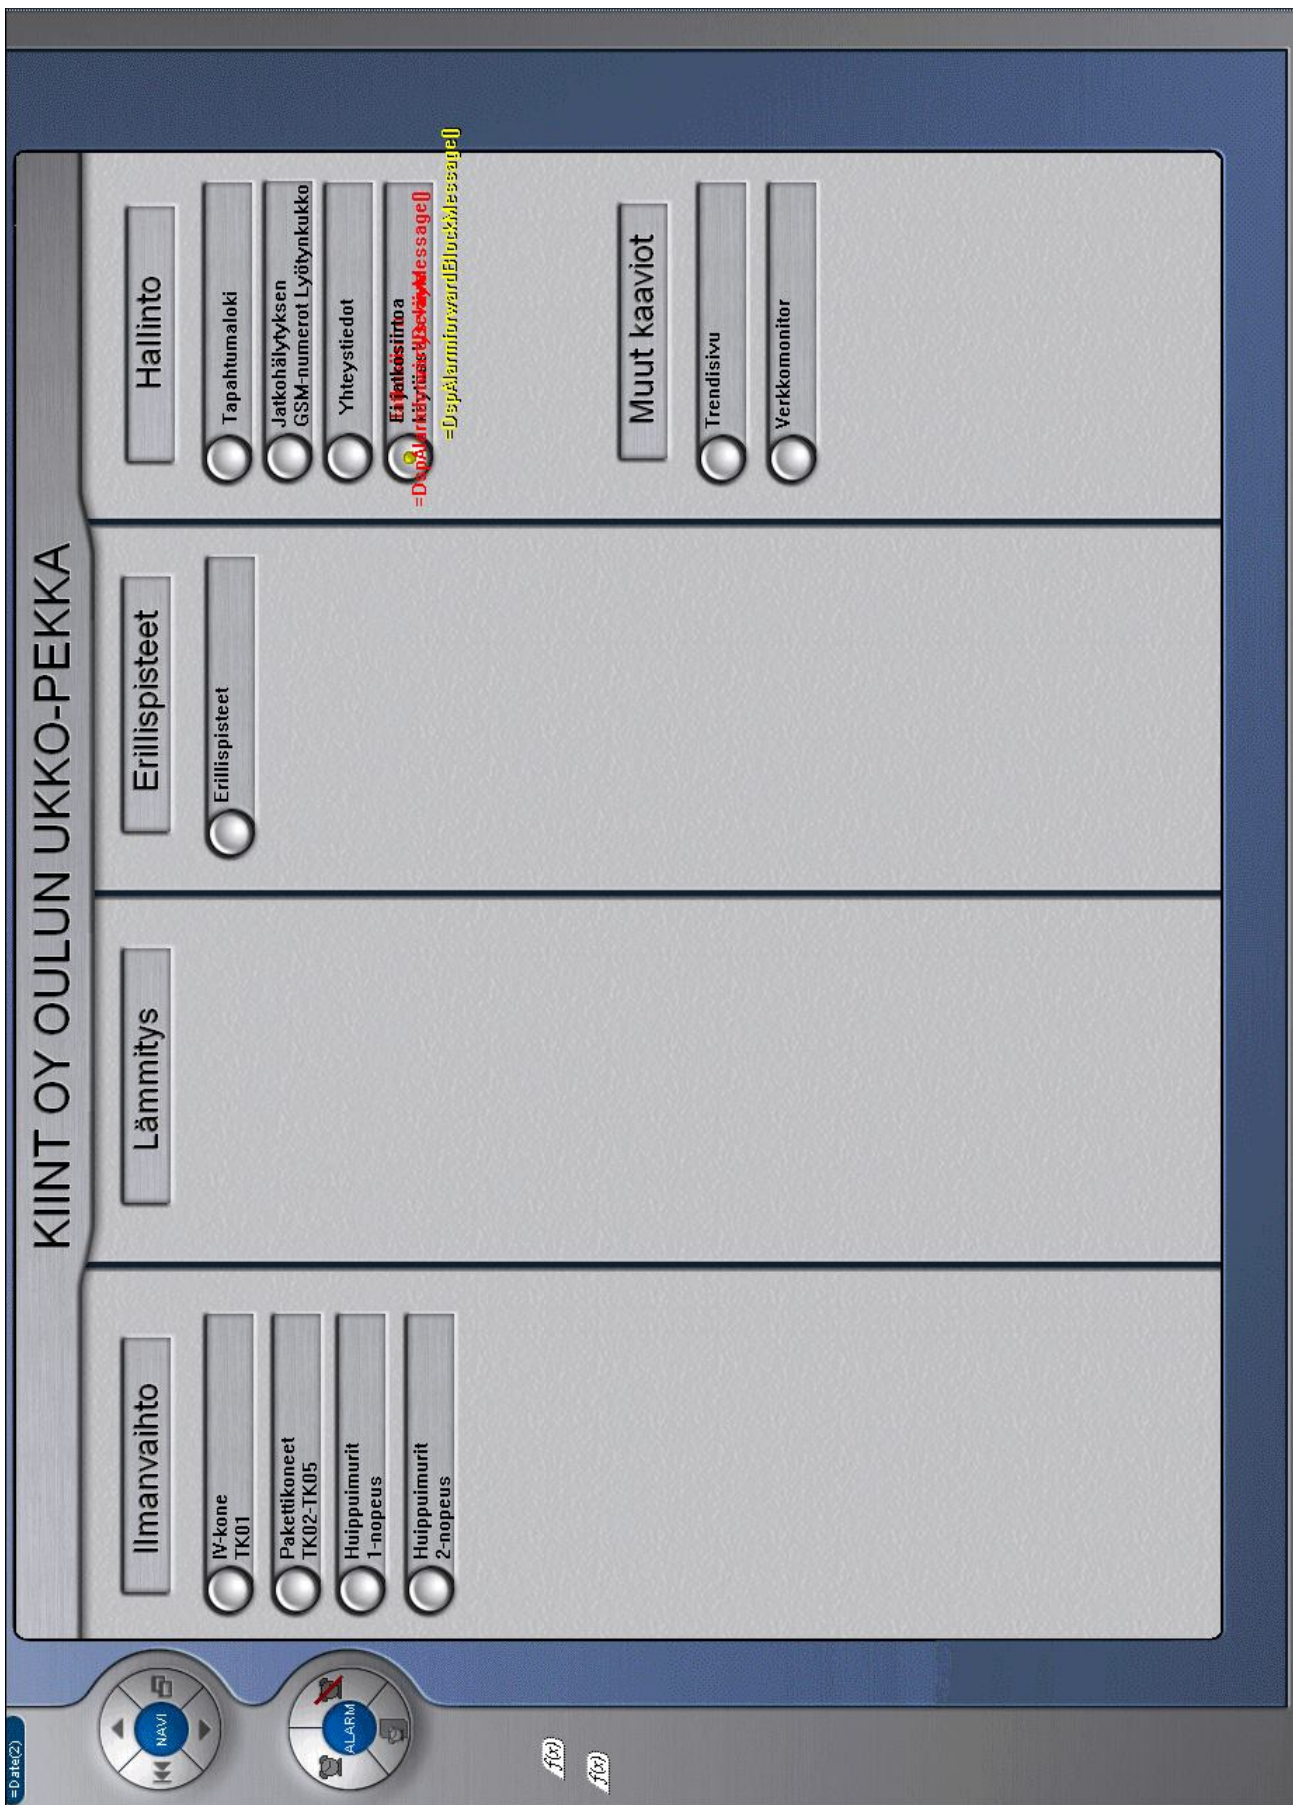 =Date(2)
NAVI
ALARM
f(x)
f(x)
KIINT OY OULUN UKKO-PEKKA
Ilmanvaihto
IV-kone
TK01
Pakettikoneet
TK02-TK05
Huippuimurit
1-nopeus
Huippuimurit
2-nopeus
Lämmitys
Erillispisteet
Erillispisteet
Hallinto
Tapahtumaloki
Jatkohälytyksen
GSM-numerot Lyötynkukko
Yhteystiedot
=DspAlarmforwardBlockMessage()
Muut kaaviot
Trendisivu
Verkkomonitor